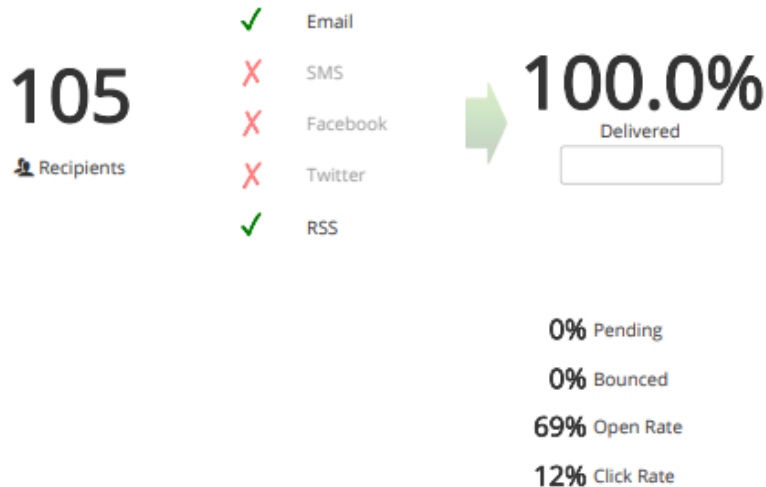 105
Recipients
Email
SMS
Facebook
Twitter
RSS
100.0%
Delivered
0% Pending
0% Bounced
69% Open Rate
12% Click Rate